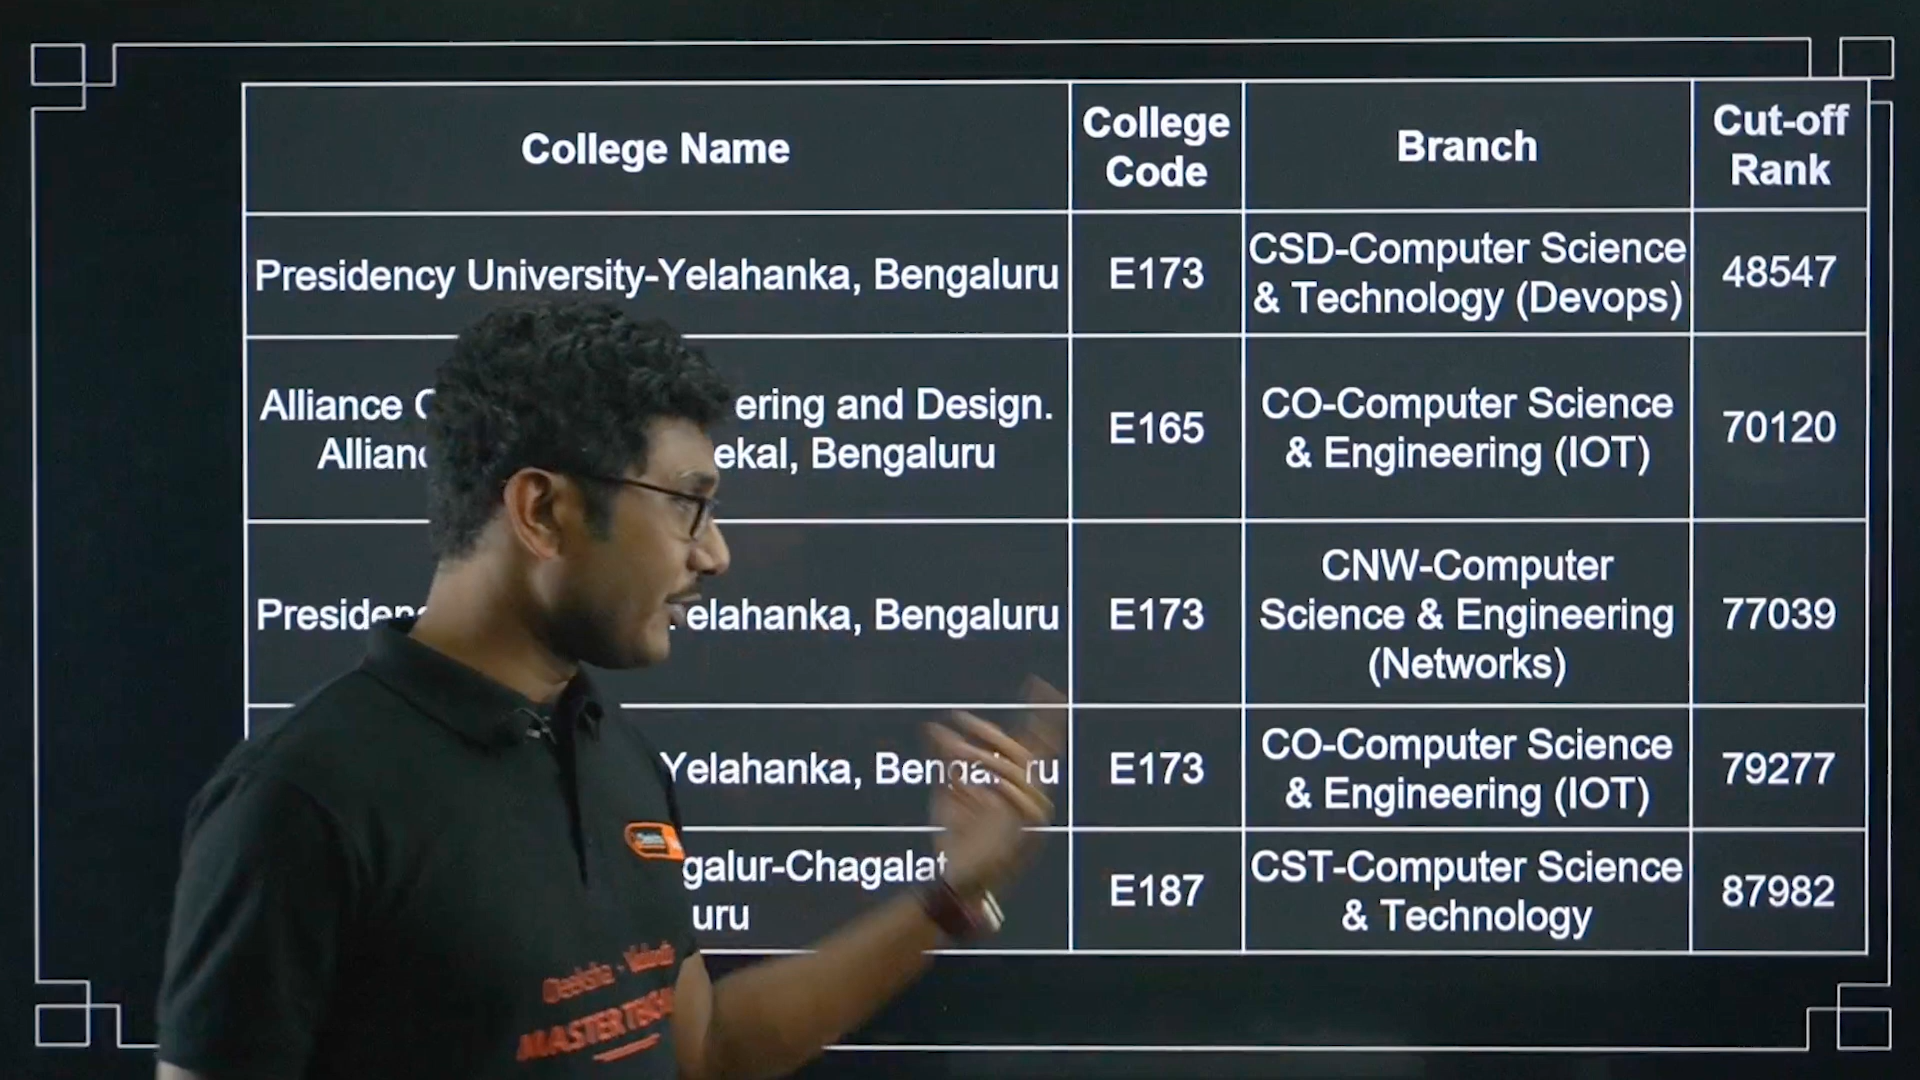 College Name
College
Code
Branch
Cut-off
Rank
Presidency University-Yelahanka, Bengaluru
E173
CSD-Computer Science
& Technology (Devops)
48547
Alliance ering and Design.
ekal, Bengaluru
E165
CO-Computer Science
& Engineering (IOT)
70120
elahanka, Bengaluru
E173
CNW-Computer
Science & Engineering
(Networks)
77039
Yelahanka,
E173
CO-Computer Science
& Engineering (IOT)
79277
galur-Chagalat
uru
E187
CST-Computer Science
& Technology
87982
Deeksha
MASTER